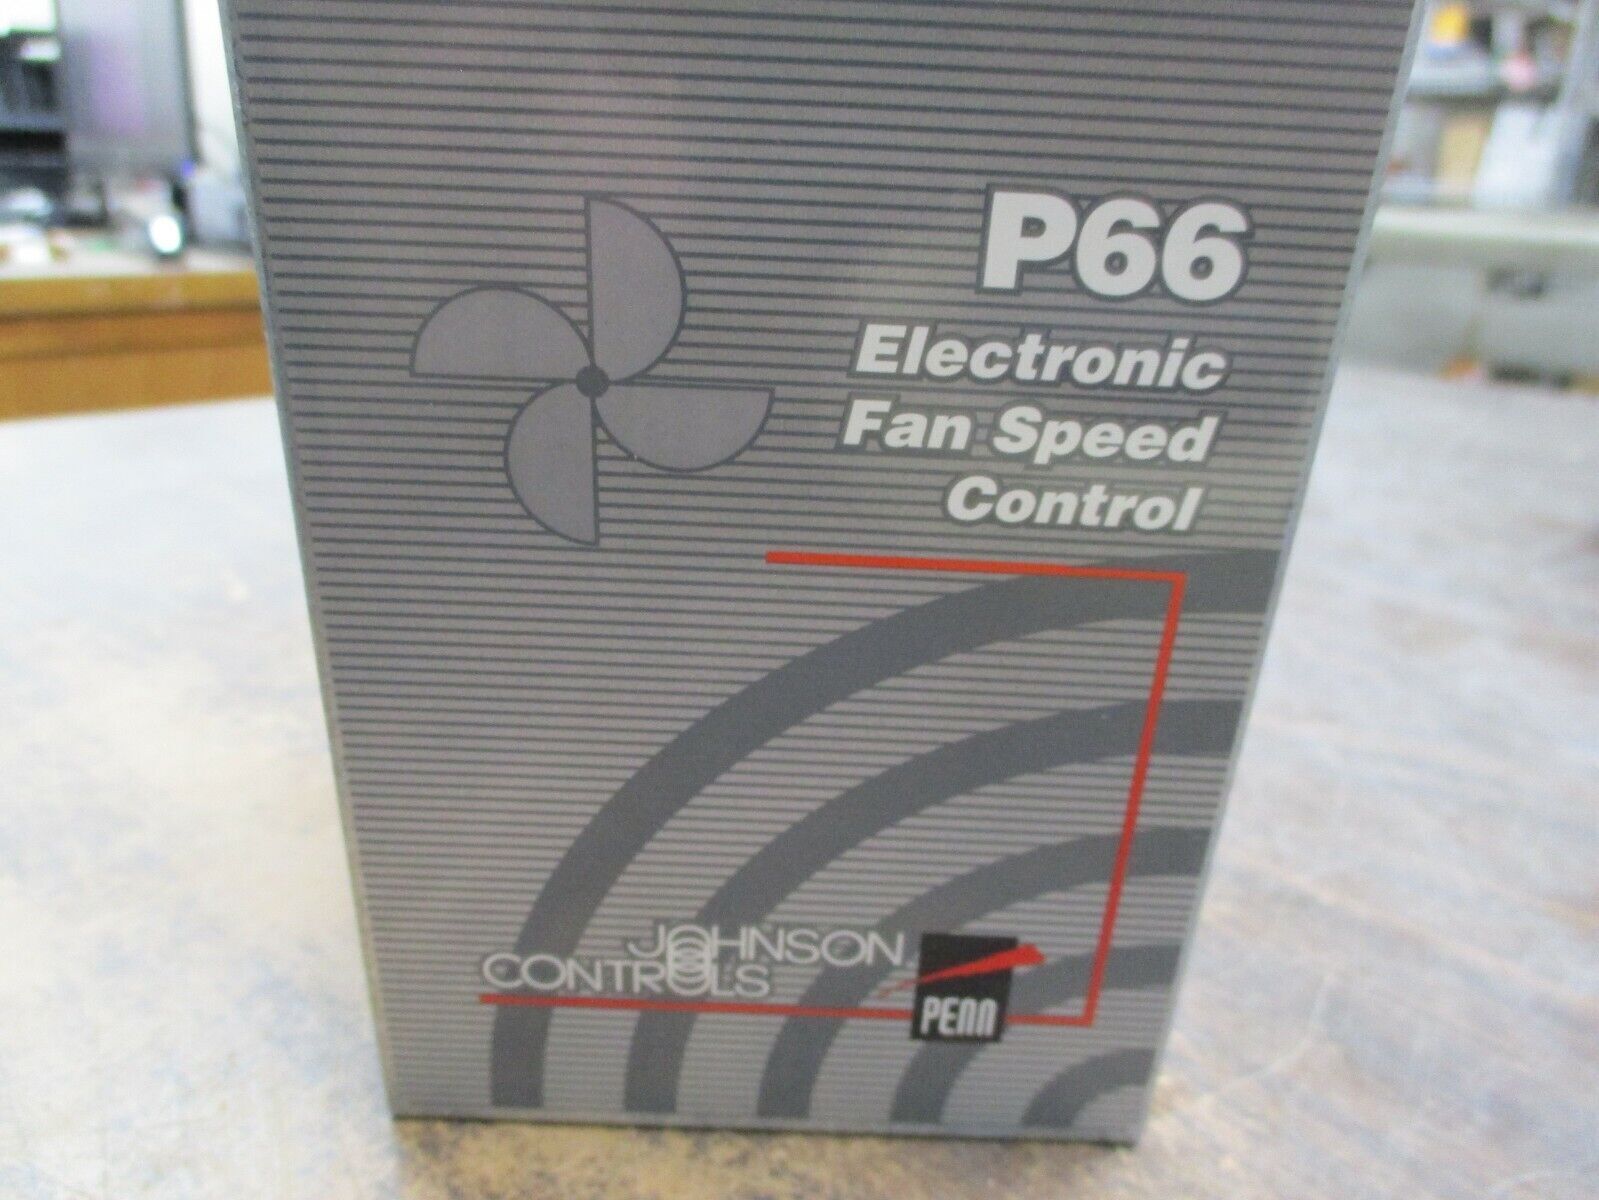 P66
Electronic
Fan Speed
Control
JOHNSON
CONTROLS
PENN